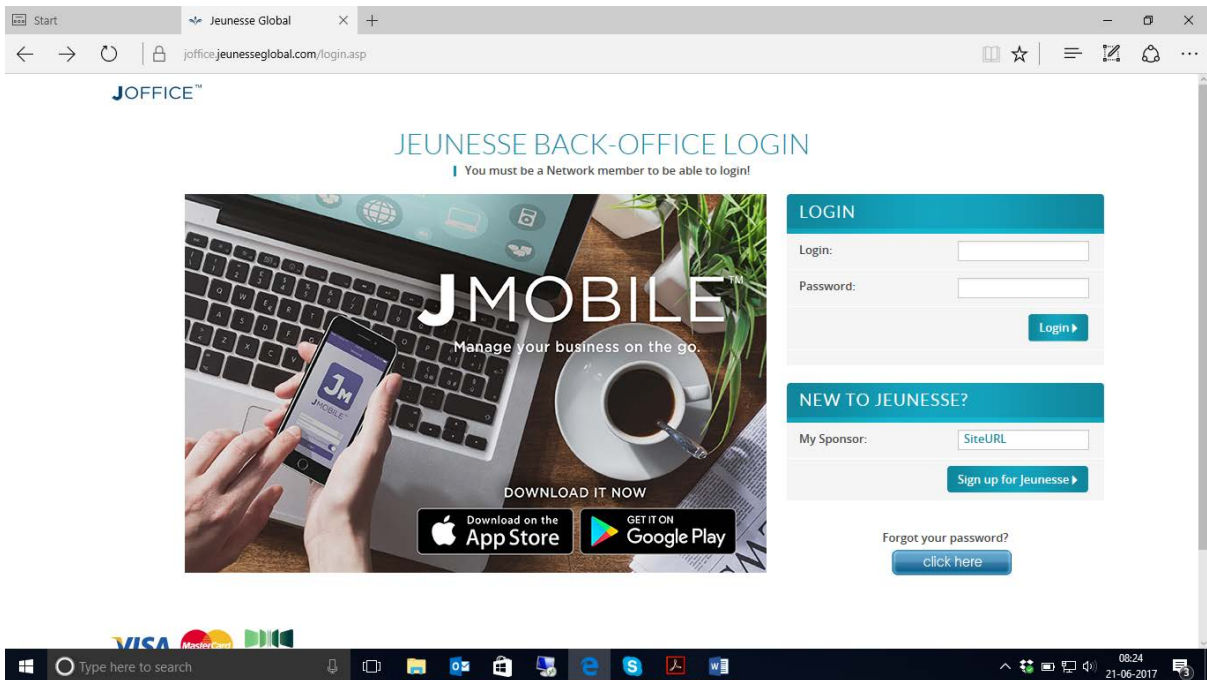 Start
Jeunesse Global
joffice.jeunesseglobal.com/login.asp
JOFFICE™
JEUNESSE BACK-OFFICE LOGIN
You must be a Network member to be able to login!
JMOBILE™
Manage your business on the go.
JM
JMOBILE
DOWNLOAD IT NOW
Download on the
App Store
GET IT ON
Google Play
LOGIN
Login:
Password:
Login
NEW TO JEUNESSE?
My Sponsor:
SiteURL
Sign up for Jeunesse
Forgot your password?
click here
VISA
MasterCard
Type here to search
08:24
21-06-2017
3